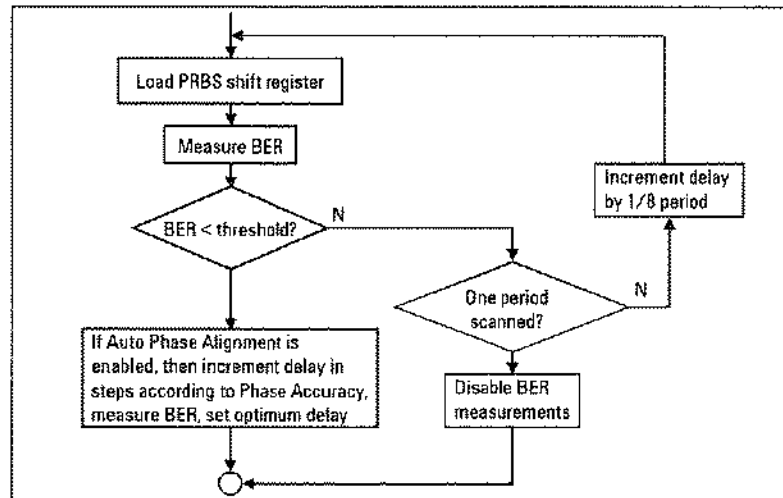 Load PRBS shift register
Measure BER
BER < threshold?
N
Increment delay
by 1/8 period
One period
scanned?
N
If Auto Phase Alignment is
enabled, then increment delay in
steps according to Phase Accuracy,
measure BER, set optimum delay
Disable BER
measurements